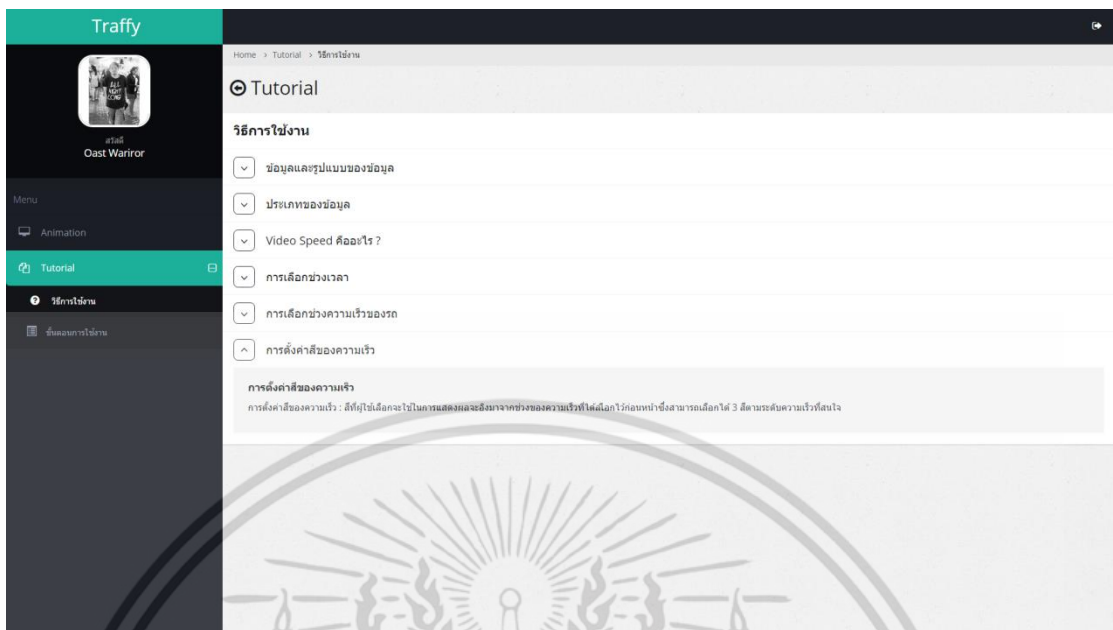 Traffy
สวัสดี
Oast Wariror
Menu
Animation
Tutorial
วิธีการใช้งาน
ขั้นตอนการใช้งาน
Home > Tutorial > วิธีการใช้งาน
Tutorial
วิธีการใช้งาน
ข้อมูลและรูปแบบของข้อมูล
ประเภทของข้อมูล
Video Speed คืออะไร ?
การเลือกช่วงเวลา
การเลือกช่วงความเร็วของรถ
การตั้งค่าสีของความเร็ว
การตั้งค่าสีของความเร็ว
การตั้งค่าสีของความเร็ว : สีที่ผู้ใช้เลือกจะใช้ในการแสดงผลจะอิงมาจากช่วงของความเร็วที่ได้เลือกไว้ก่อนหน้าซึ่งสามารถเลือกได้ 3 สีตามระดับความเร็วที่สนใจ